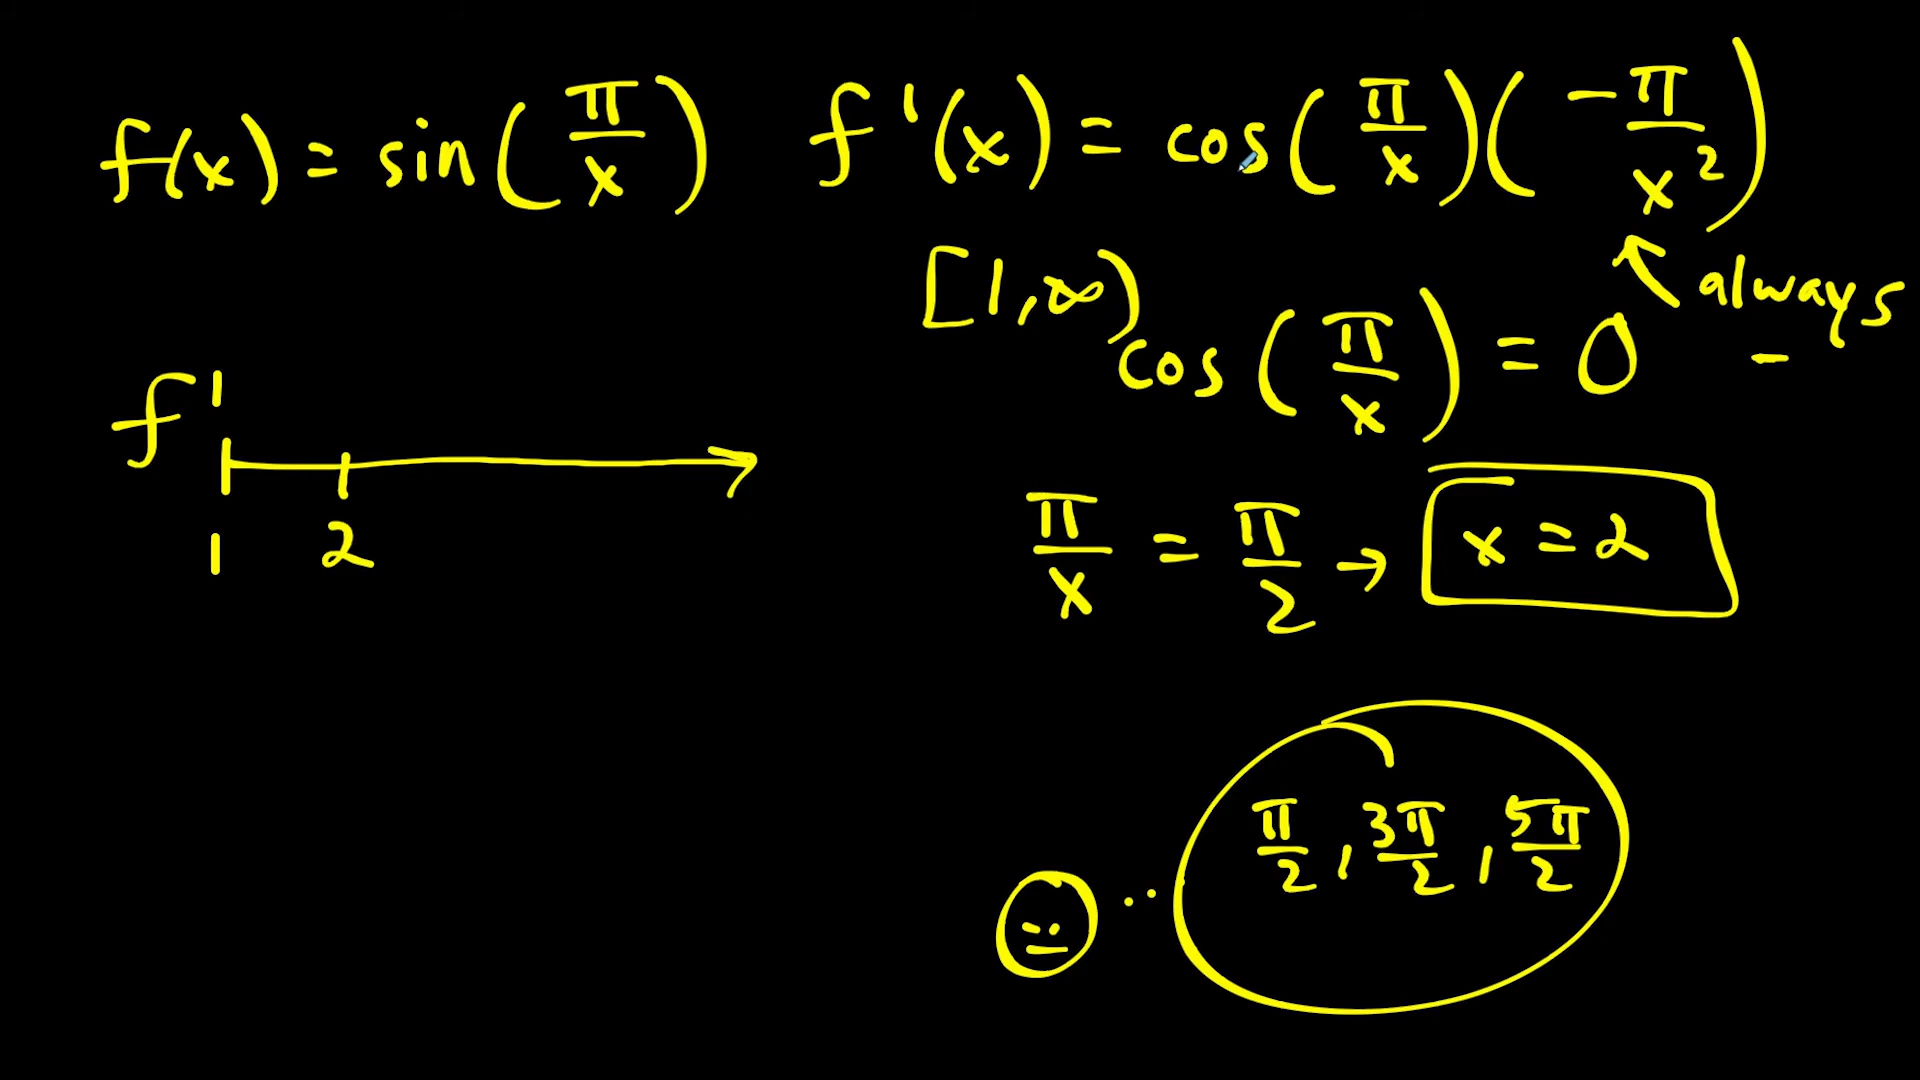 f(x) = sin(π/x)  f'(x) = cos(π/x)(-π/x²)
[1,∞)  always
cos(π/x) = 0  −
f'
π/x = π/2 → x = 2
1  2
π/2, 3π/2, 5π/2